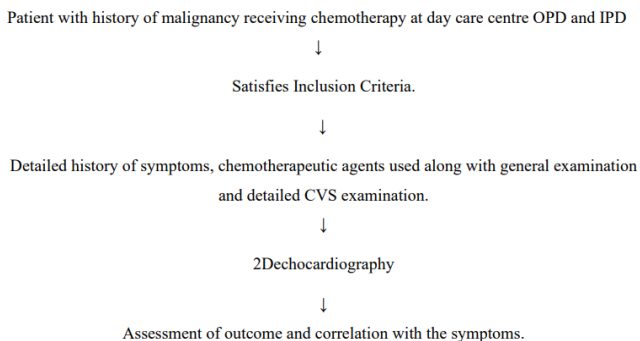 Patient with history of malignancy receiving chemotherapy at day care centre OPD and IPD
↓
Satisfies Inclusion Criteria.
↓
Detailed history of symptoms, chemotherapeutic agents used along with general examination
and detailed CVS examination.
↓
2Dechocardiography
↓
Assessment of outcome and correlation with the symptoms.